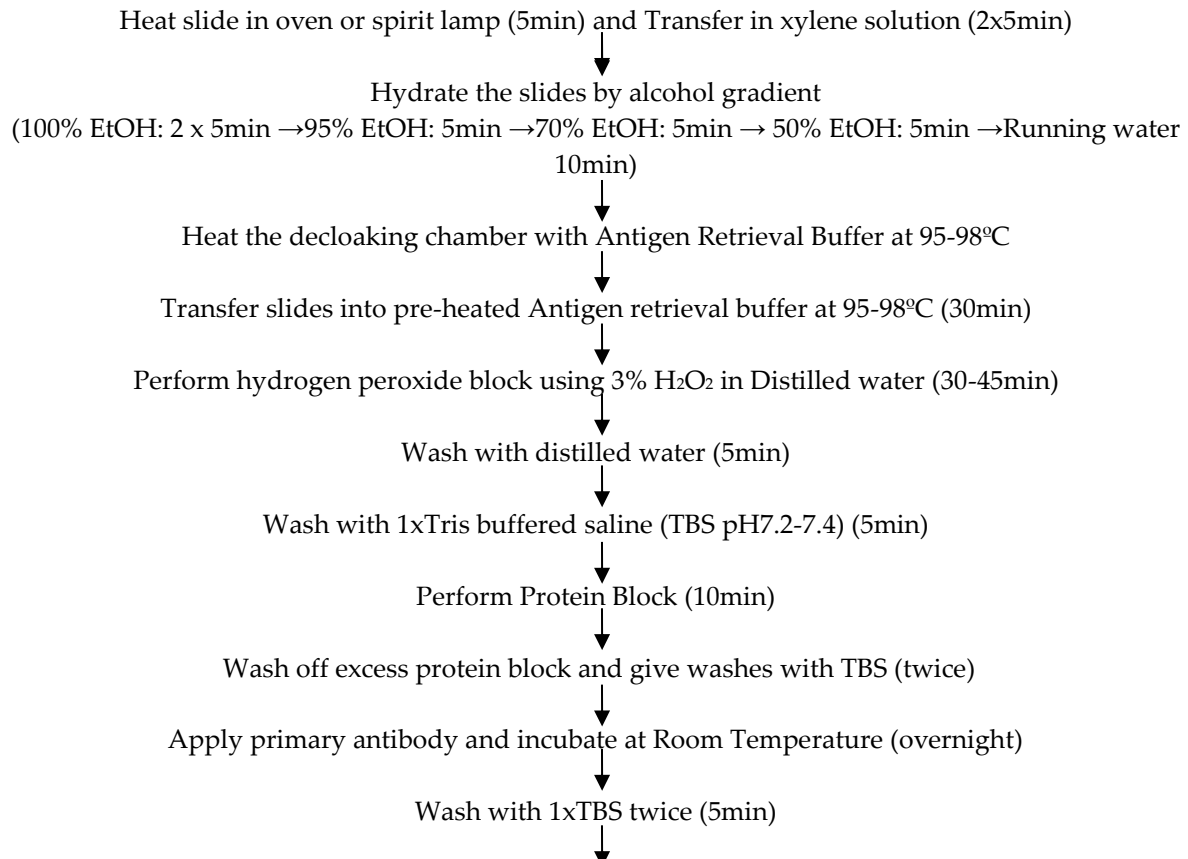 Heat slide in oven or spirit lamp (5min) and Transfer in xylene solution (2x5min)
Hydrate the slides by alcohol gradient
(100% EtOH: 2 x 5min →95% EtOH: 5min →70% EtOH: 5min → 50% EtOH: 5min →Running water
10min)
Heat the decloaking chamber with Antigen Retrieval Buffer at 95-98ºC
Transfer slides into pre-heated Antigen retrieval buffer at 95-98ºC (30min)
Perform hydrogen peroxide block using 3% H₂O₂ in Distilled water (30-45min)
Wash with distilled water (5min)
Wash with 1xTris buffered saline (TBS pH7.2-7.4) (5min)
Perform Protein Block (10min)
Wash off excess protein block and give washes with TBS (twice)
Apply primary antibody and incubate at Room Temperature (overnight)
Wash with 1xTBS twice (5min)